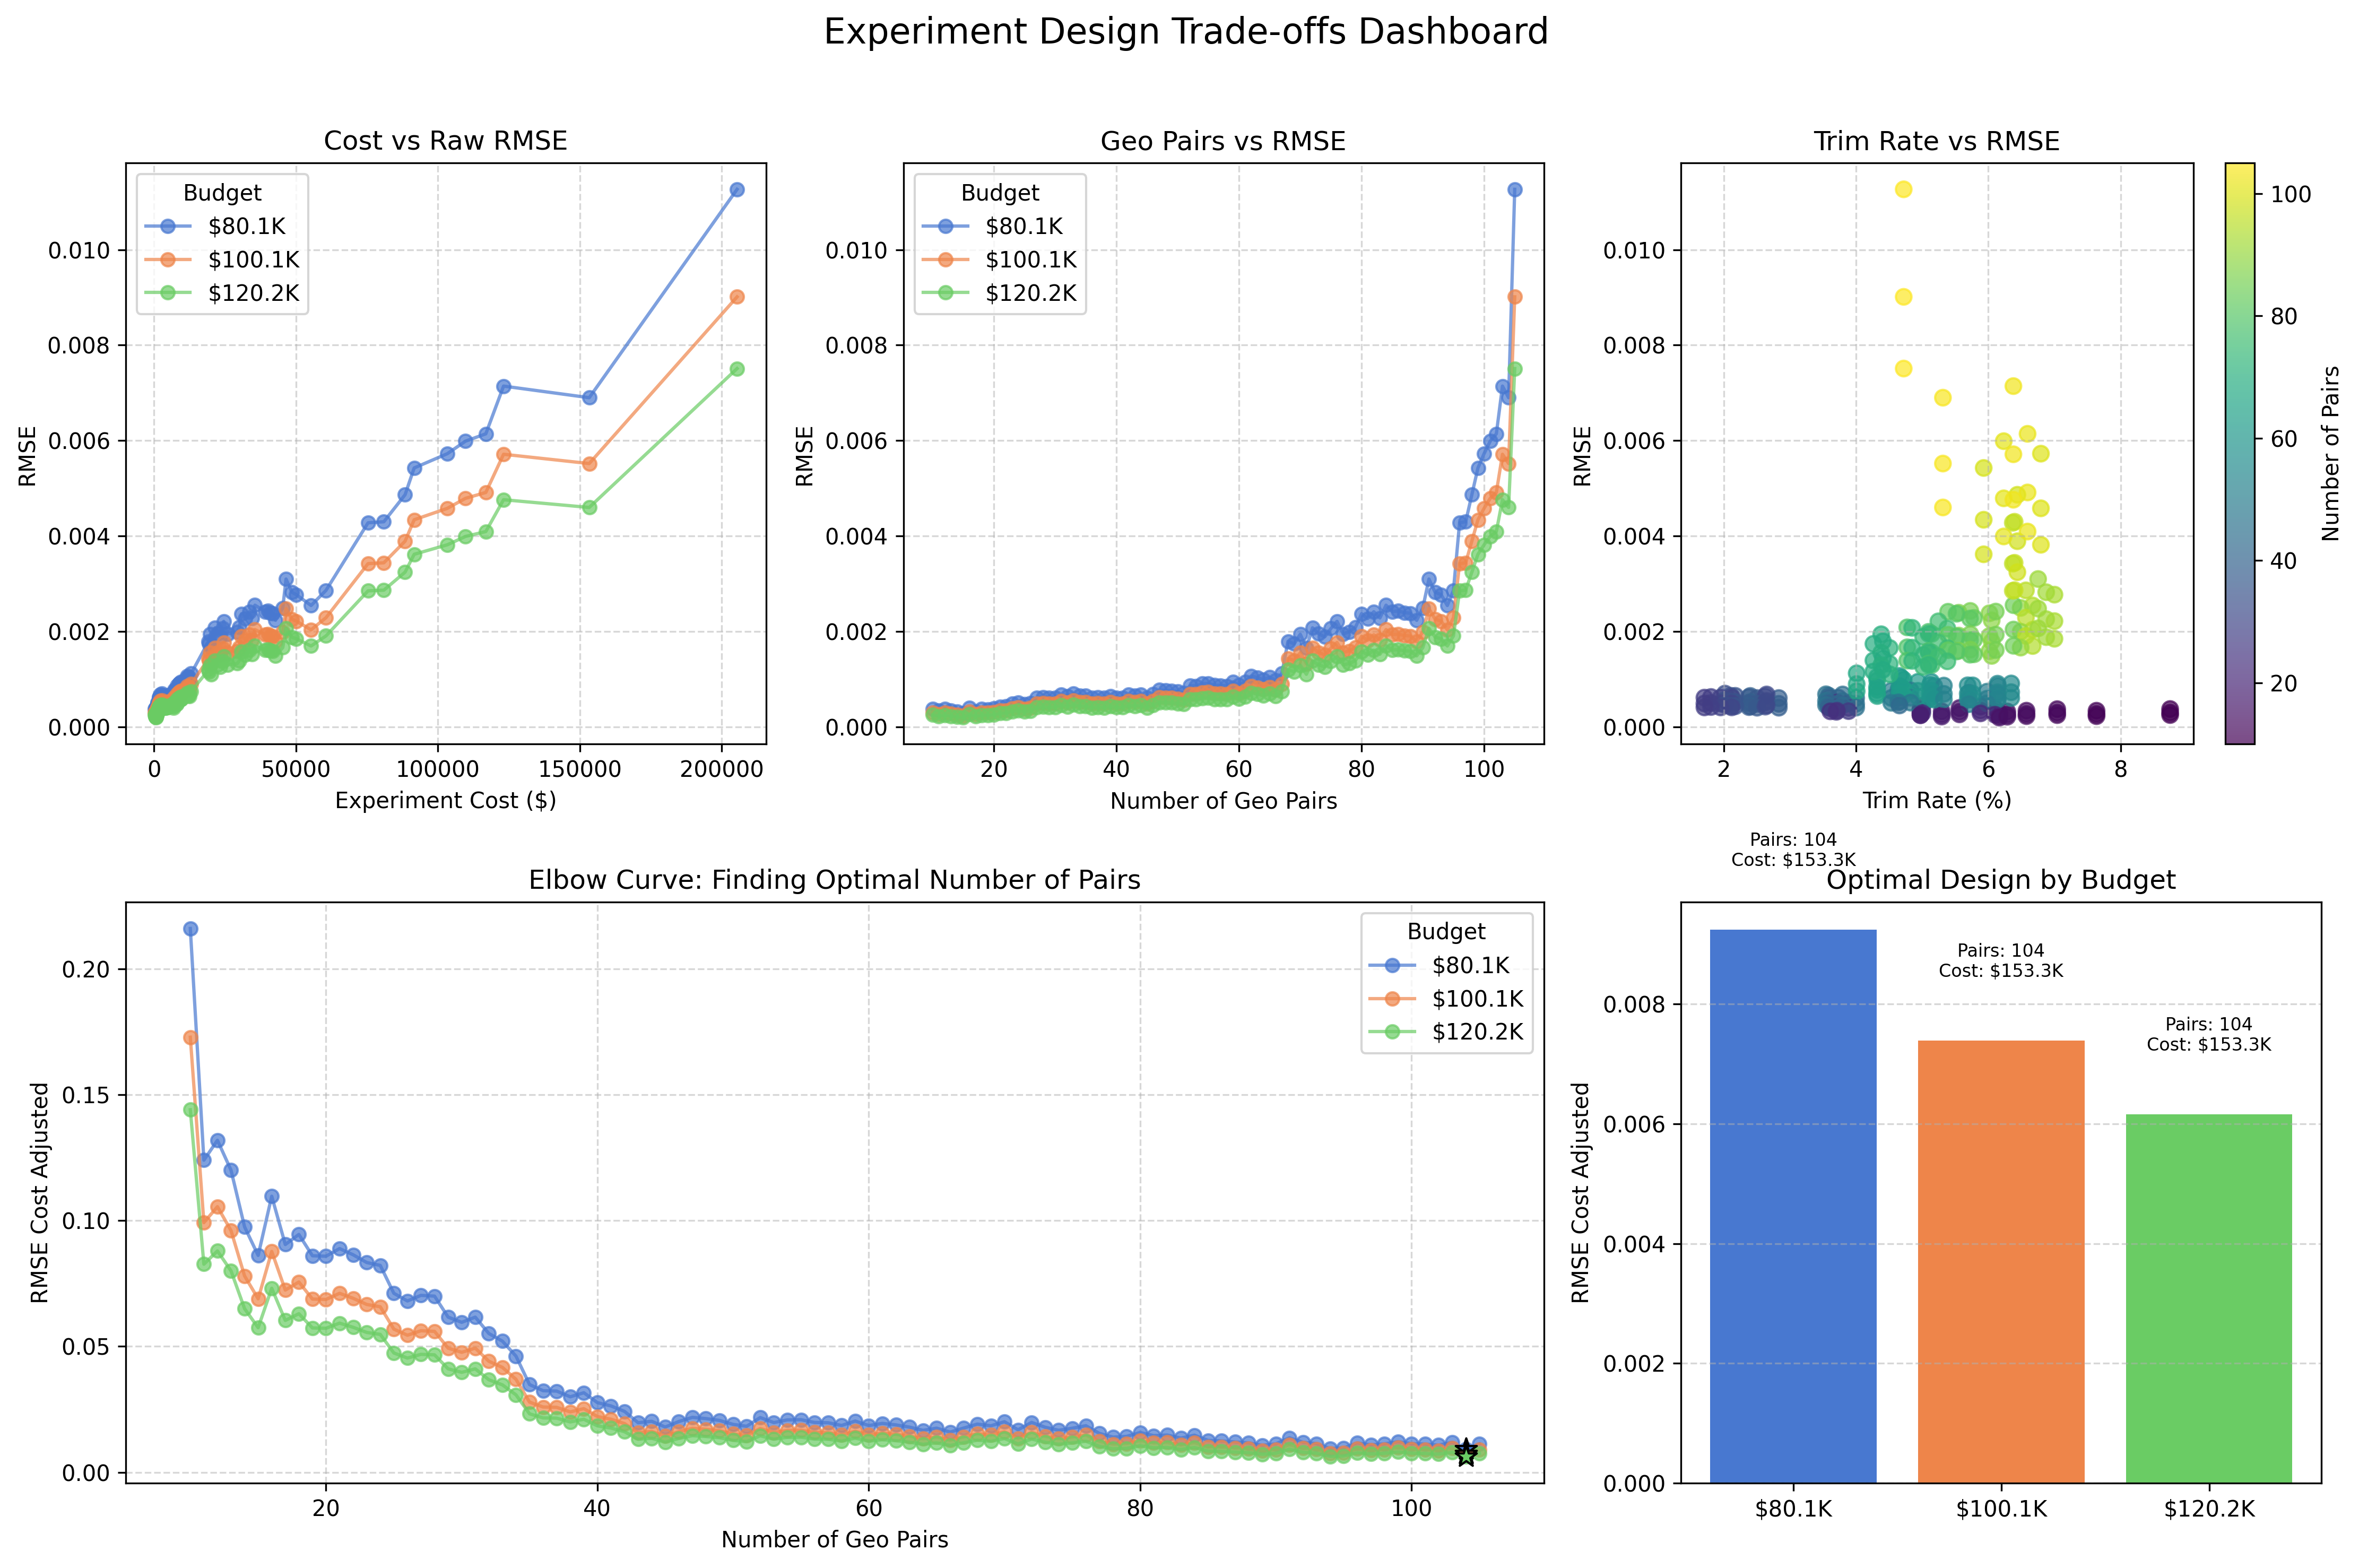 Experiment Design Trade-offs Dashboard
Cost vs Raw RMSE
RMSE
0.010
0.008
0.006
0.004
0.002
0.000
Budget
$80.1K
$100.1K
$120.2K
0 50000 100000 150000 200000
Experiment Cost ($)
Geo Pairs vs RMSE
RMSE
0.010
0.008
0.006
0.004
0.002
0.000
Budget
$80.1K
$100.1K
$120.2K
20 40 60 80 100
Number of Geo Pairs
Trim Rate vs RMSE
RMSE
0.010
0.008
0.006
0.004
0.002
0.000
2 4 6 8
Trim Rate (%)
100
80
60
40
20
Number of Pairs
Elbow Curve: Finding Optimal Number of Pairs
RMSE Cost Adjusted
0.20
0.15
0.10
0.05
0.00
Budget
$80.1K
$100.1K
$120.2K
20 40 60 80 100
Number of Geo Pairs
Pairs: 104
Cost: $153.3K
Optimal Design by Budget
RMSE Cost Adjusted
0.008
0.006
0.004
0.002
0.000
Pairs: 104
Cost: $153.3K
Pairs: 104
Cost: $153.3K
$80.1K $100.1K $120.2K